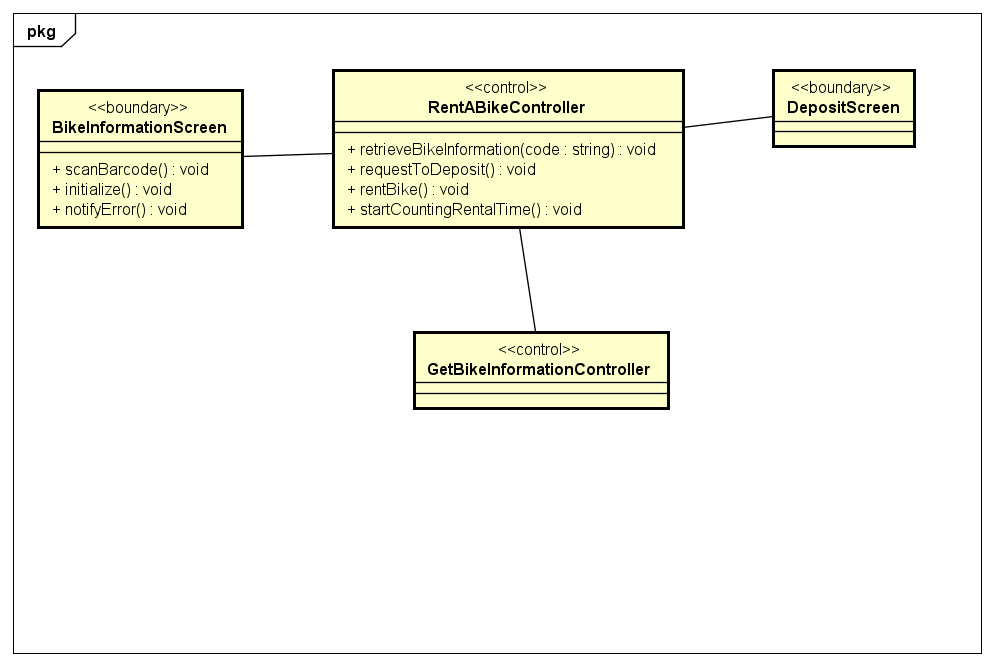 pkg
<<boundary>>
BikeInformationScreen
+ scanBarcode() : void
+ initialize() : void
+ notifyError() : void
<<control>>
RentABikeController
+ retrieveBikeInformation(code : string) : void
+ requestToDeposit() : void
+ rentBike() : void
+ startCountingRentalTime() : void
<<boundary>>
DepositScreen
<<control>>
GetBikeInformationController